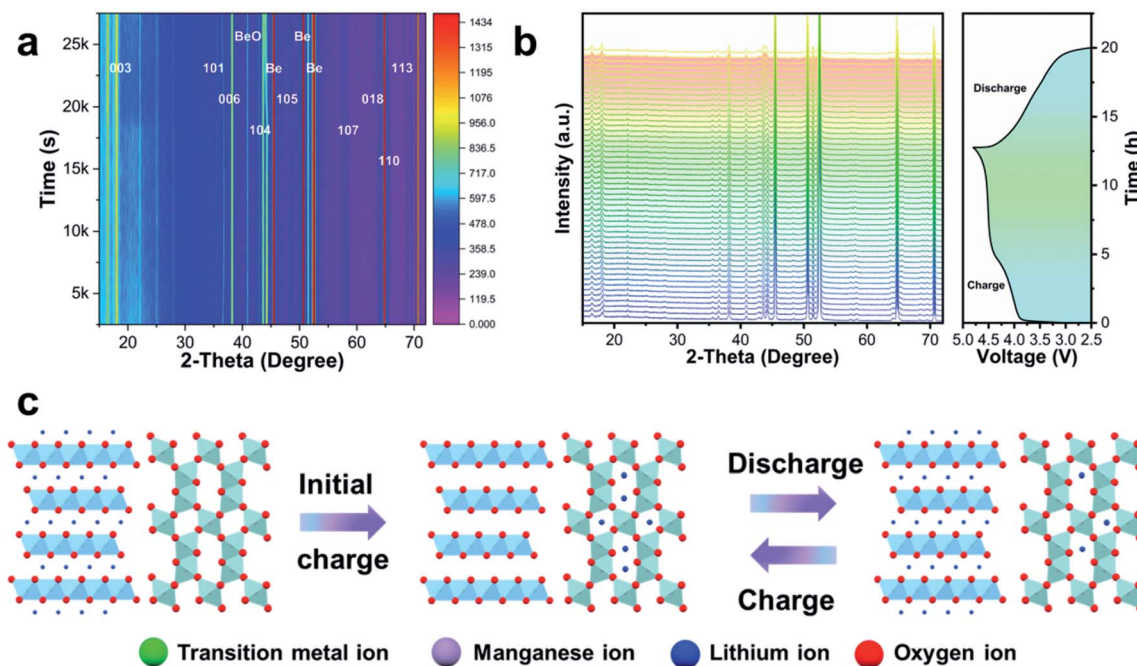 a
25k
20k
15k
10k
5k
Time (s)
BeO
Be
003
101
Be
Be
113
006
105
018
104
107
110
20
30
40
50
60
70
2-Theta (Degree)
1434
1315
1195
1076
956.0
836.5
717.0
597.5
478.0
358.5
239.0
119.5
0.000
b
Intensity (a.u.)
20
30
40
50
60
70
2-Theta (Degree)
Discharge
Charge
20
15
10
5
0
Time (h)
5.0
4.5
4.0
3.5
3.0
2.5
Voltage (V)
c
Initial
charge
Discharge
Charge
Transition metal ion
Manganese ion
Lithium ion
Oxygen ion